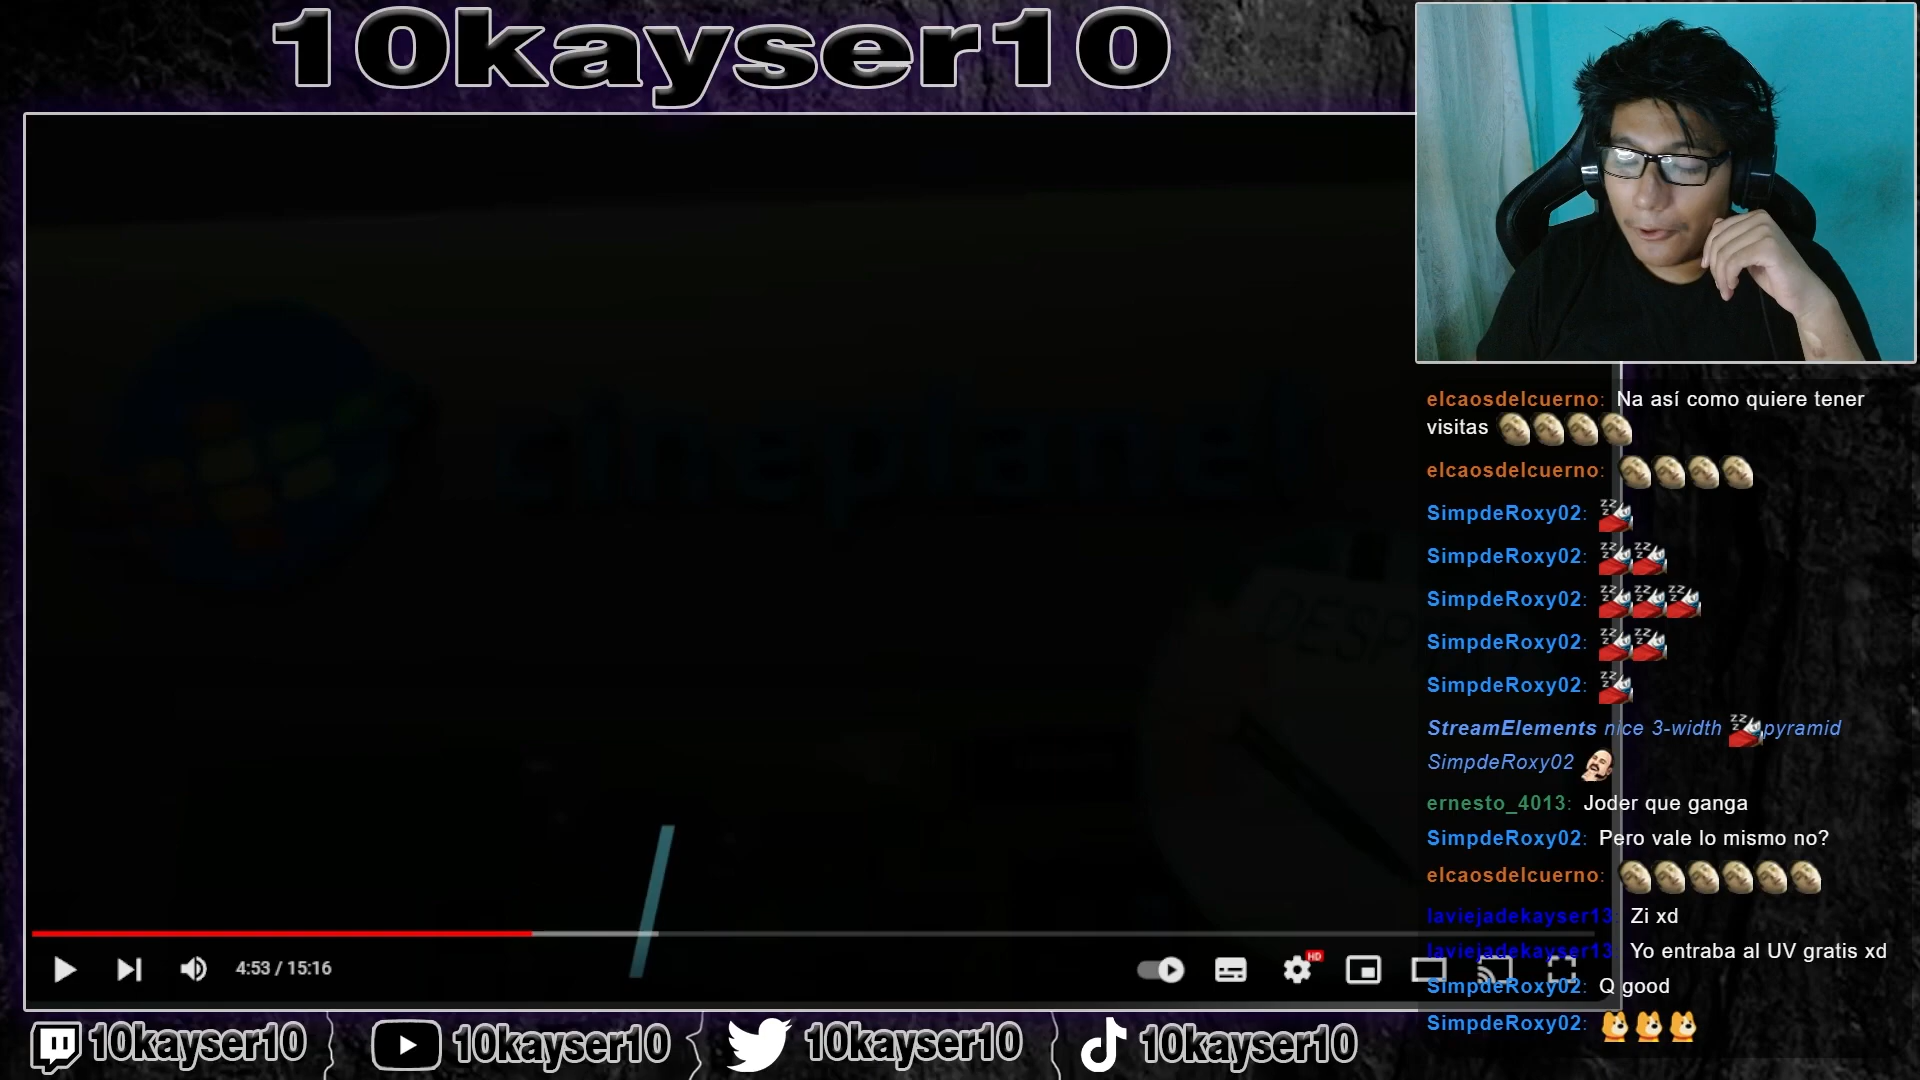 10kayser10
cineplanet
elcaosdelcuerno: Na así como quiere tener
visitas
elcaosdelcuerno:
SimpdeRoxy02:
SimpdeRoxy02:
SimpdeRoxy02:
SimpdeRoxy02:
SimpdeRoxy02:
StreamElements nice 3-width pyramid
SimpdeRoxy02
ernesto_4013: Joder que ganga
SimpdeRoxy02: Pero vale lo mismo no?
elcaosdelcuerno:
laviejadekayser13: Zi xd
laviejadekayser13: Yo entraba al UV gratis xd
SimpdeRoxy02: Q good
SimpdeRoxy02:
4:53 / 15:16
HD
10kayser10
10kayser10
10kayser10
10kayser10